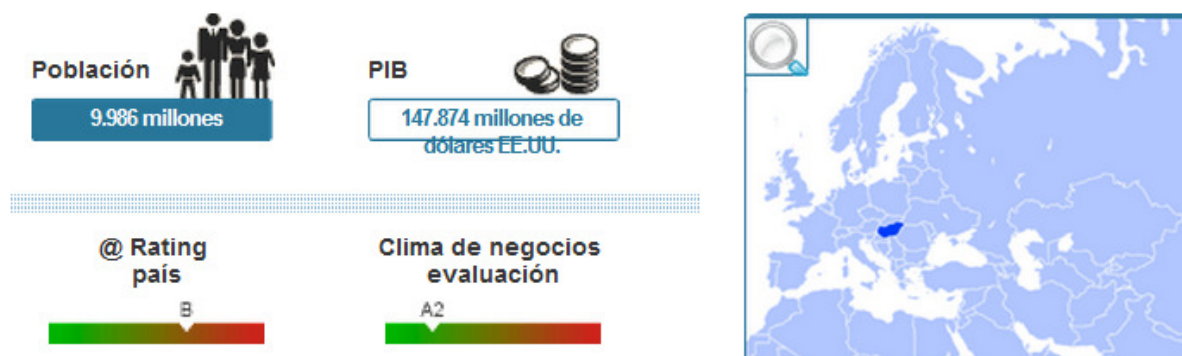 Población
9.986 millones
PIB
147.874 millones de
dólares EE.UU.
@ Rating
país
B
Clima de negocios
evaluación
A2